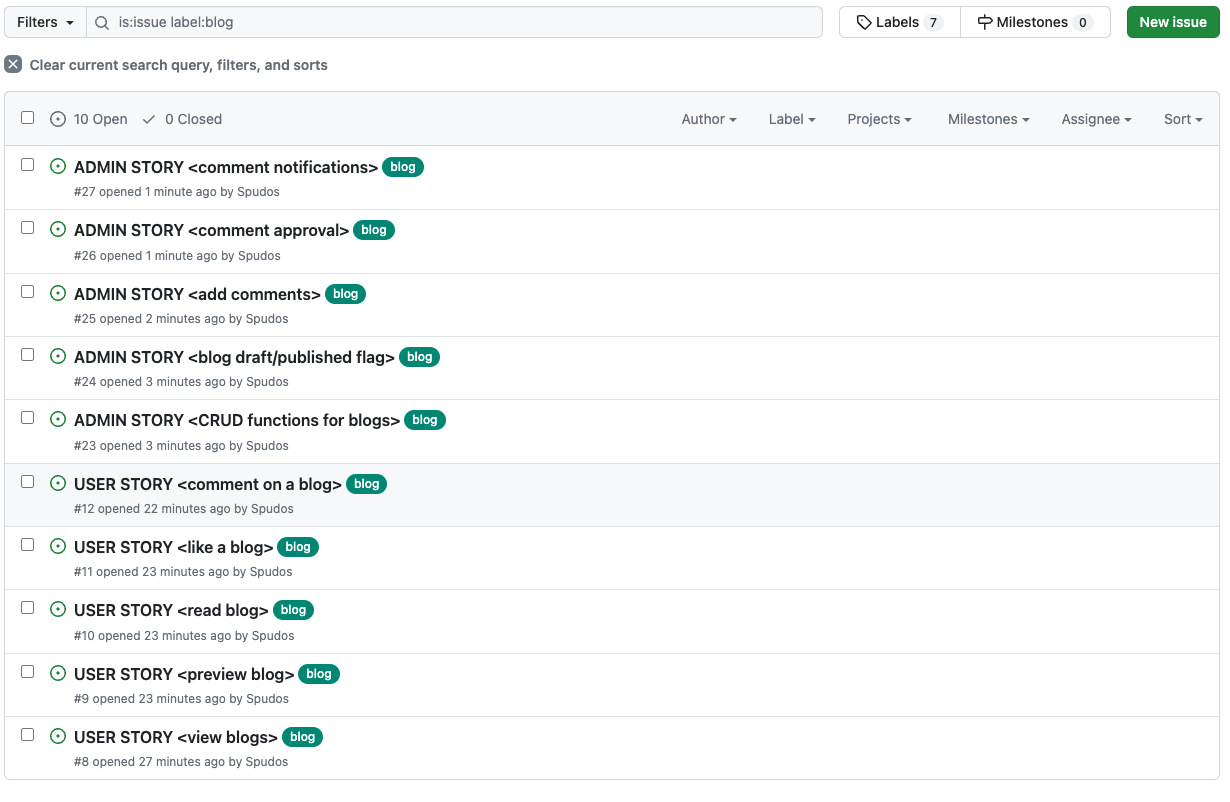 Filters
is:issue label:blog
Labels 7
Milestones 0
New issue
Clear current search query, filters, and sorts
10 Open 0 Closed Author Label Projects Milestones Assignee Sort
ADMIN STORY <comment notifications> blog
#27 opened 1 minute ago by Spudos
ADMIN STORY <comment approval> blog
#26 opened 1 minute ago by Spudos
ADMIN STORY <add comments> blog
#25 opened 2 minutes ago by Spudos
ADMIN STORY <blog draft/published flag> blog
#24 opened 3 minutes ago by Spudos
ADMIN STORY <CRUD functions for blogs> blog
#23 opened 3 minutes ago by Spudos
USER STORY <comment on a blog> blog
#12 opened 22 minutes ago by Spudos
USER STORY <like a blog> blog
#11 opened 23 minutes ago by Spudos
USER STORY <read blog> blog
#10 opened 23 minutes ago by Spudos
USER STORY <preview blog> blog
#9 opened 23 minutes ago by Spudos
USER STORY <view blogs> blog
#8 opened 27 minutes ago by Spudos